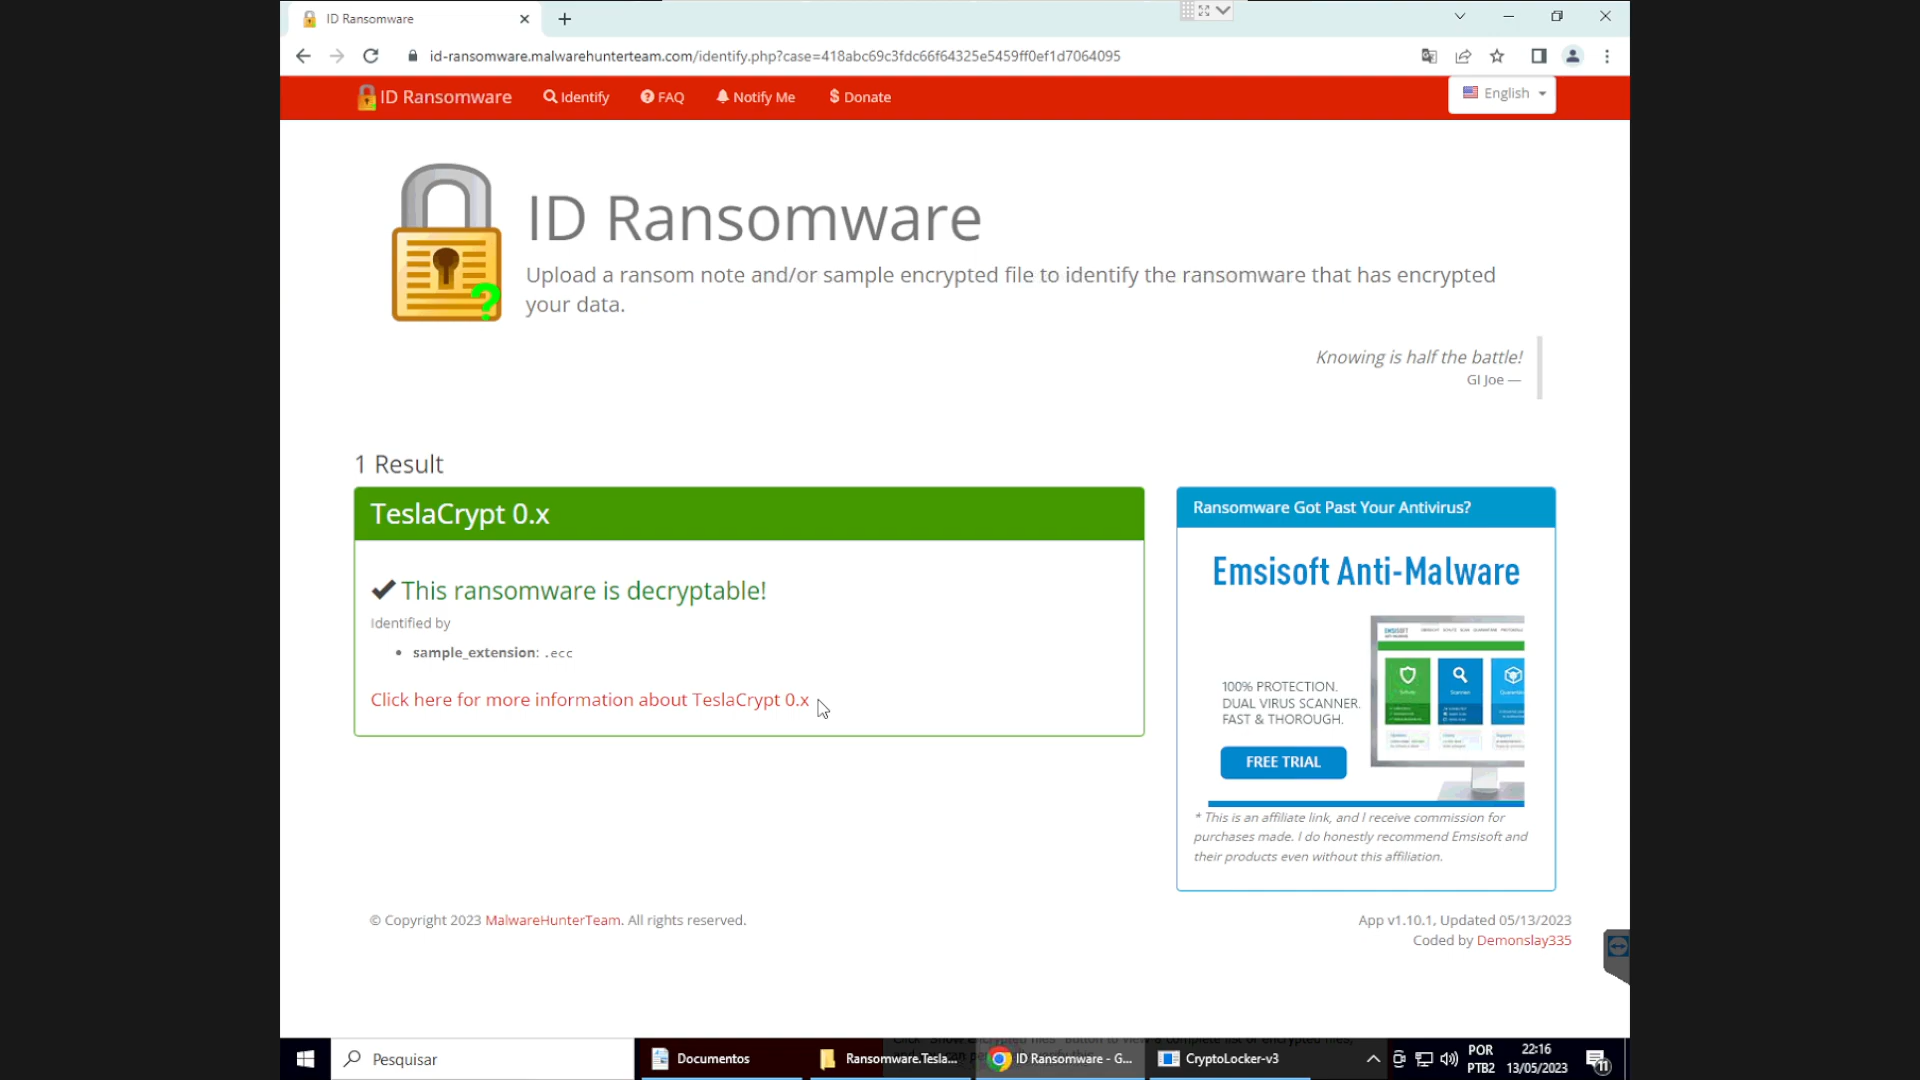 ID Ransomware
id-ransomware.malwarehunterteam.com/identify.php?case=418abc69c3fdc66f64325e5459ff0ef1d7064095
ID Ransomware Identify FAQ Notify Me Donate English
ID Ransomware
Upload a ransom note and/or sample encrypted file to identify the ransomware that has encrypted
your data.
Knowing is half the battle!
GI Joe —
1 Result
TeslaCrypt 0.x
This ransomware is decryptable!
Identified by
• sample_extension: .ecc
Click here for more information about TeslaCrypt 0.x
Ransomware Got Past Your Antivirus?
Emsisoft Anti-Malware
100% PROTECTION.
DUAL VIRUS SCANNER.
FAST & THOROUGH.
FREE TRIAL
* This is an affiliate link, and I receive commission for
purchases made. I do honestly recommend Emsisoft and
their products even without this affiliation.
© Copyright 2023 MalwareHunterTeam. All rights reserved.
App v1.10.1, Updated 05/13/2023
Coded by Demonslay335
Pesquisar
Documentos
Ransomware.Tesla...
ID Ransomware - G...
CryptoLocker-v3
POR
PTB2
22:16
13/05/2023
11